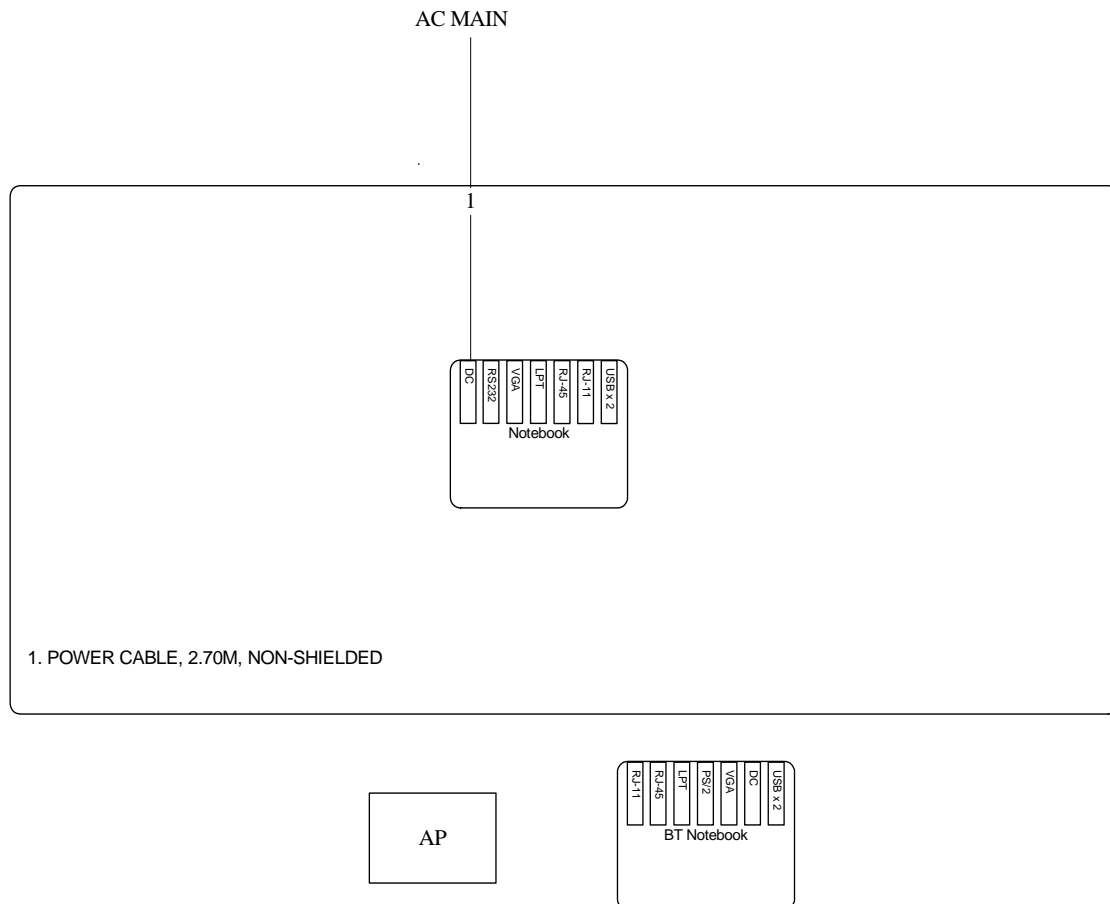 AC MAIN
1
DC
RS232
VGA
LPT
RJ-45
RJ-11
USB x 2
Notebook
1. POWER CABLE, 2.70M, NON-SHIELDED
AP
RJ-11
RJ-45
LPT
PS/2
VGA
DC
USB x 2
BT Notebook